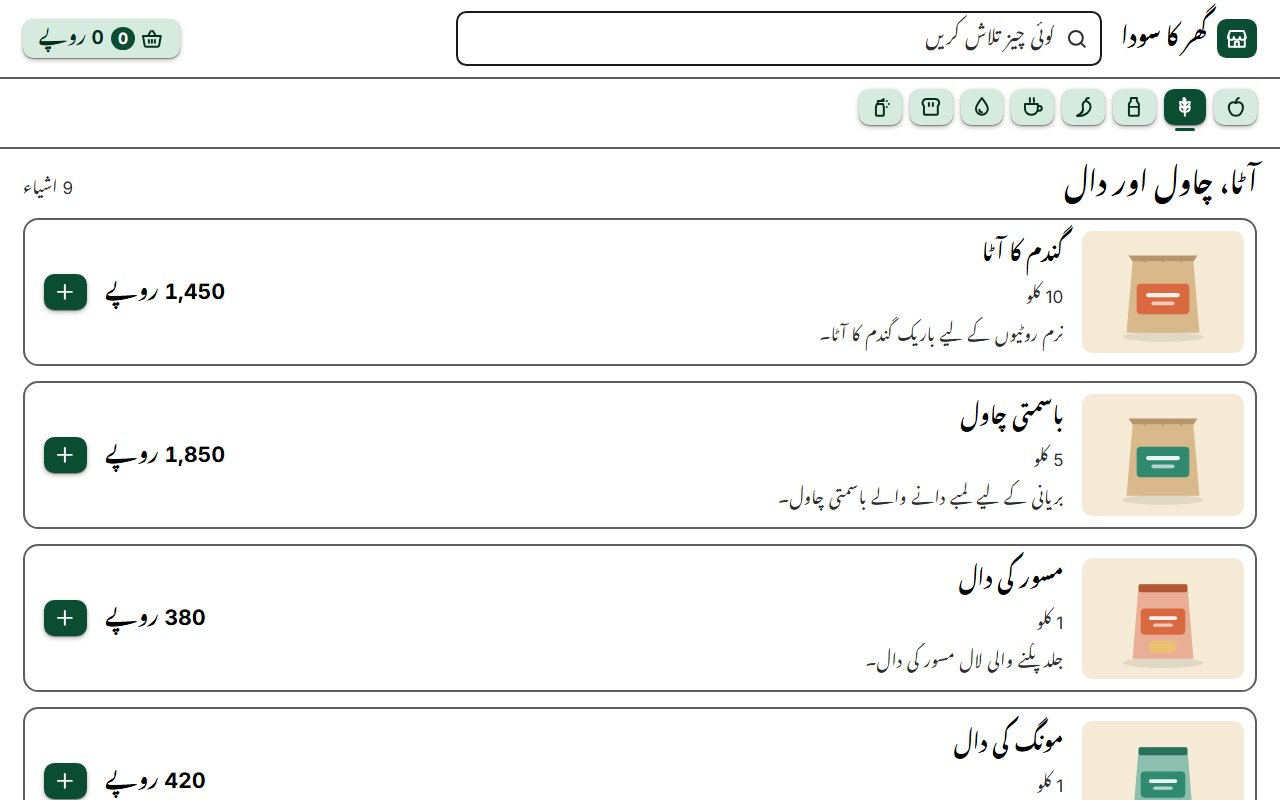 گھر کا سودا
کوئی چیز تلاش کریں
0 0 روپے
آٹا، چاول اور دال
9 اشیاء
گندم کا آٹا
10 کلو
نرم روٹیوں کے لیے باریک گندم کا آٹا۔
1,450 روپے
باسمتی چاول
5 کلو
بریانی کے لیے لمبے دانے والے باسمتی چاول۔
1,850 روپے
مسور کی دال
1 کلو
جلد پکنے والی لال مسور کی دال۔
380 روپے
مونگ کی دال
1 کلو
420 روپے